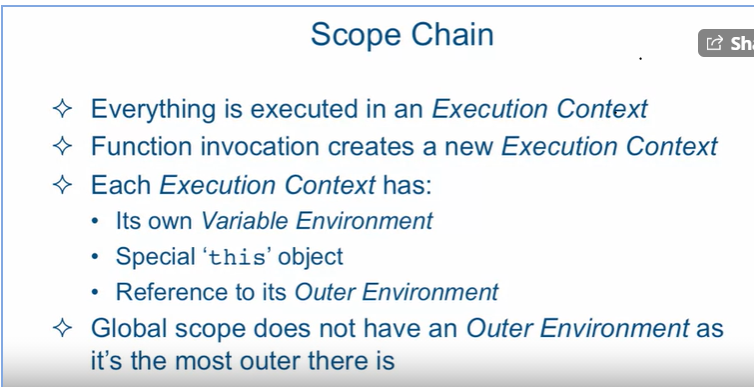 Scope Chain
Everything is executed in an Execution Context
Function invocation creates a new Execution Context
Each Execution Context has:
• Its own Variable Environment
• Special ‘this’ object
• Reference to its Outer Environment
Global scope does not have an Outer Environment as
it’s the most outer there is